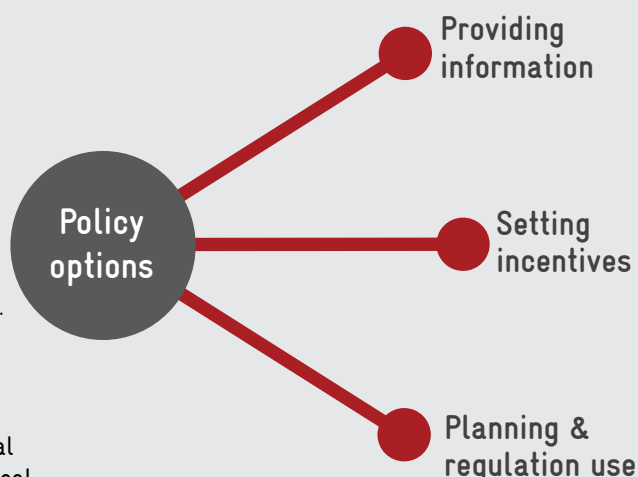 Providing
information
Policy
options
Setting
incentives
Planning &
regulation use